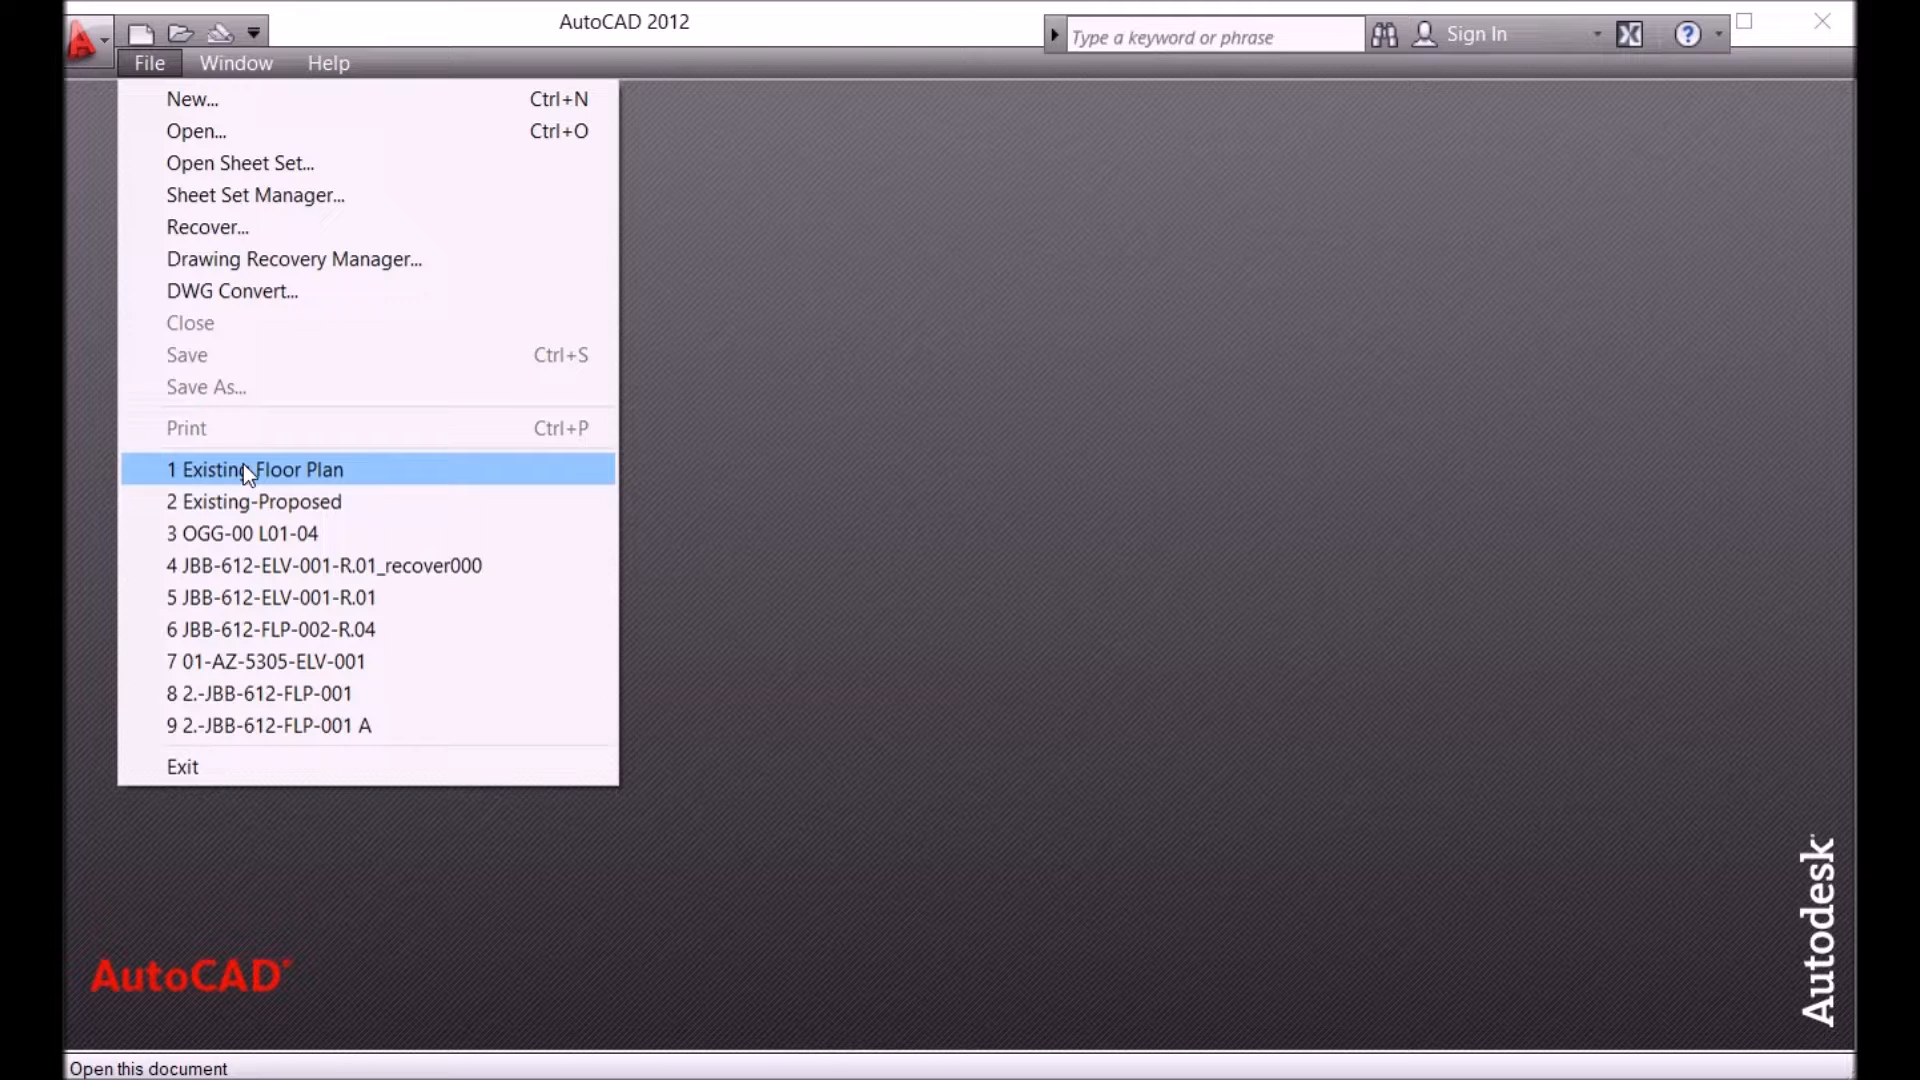 AutoCAD 2012
Type a keyword or phrase
Sign In
File Window Help
New... Ctrl+N
Open... Ctrl+O
Open Sheet Set...
Sheet Set Manager...
Recover...
Drawing Recovery Manager...
DWG Convert...
Close
Save Ctrl+S
Save As...
Print Ctrl+P
1 Existing Floor Plan
2 Existing-Proposed
3 OGG-00 L01-04
4 JBB-612-ELV-001-R.01_recover000
5 JBB-612-ELV-001-R.01
6 JBB-612-FLP-002-R.04
7 01-AZ-5305-ELV-001
8 2.-JBB-612-FLP-001
9 2.-JBB-612-FLP-001 A
Exit
AutoCAD
Autodesk
Open this document